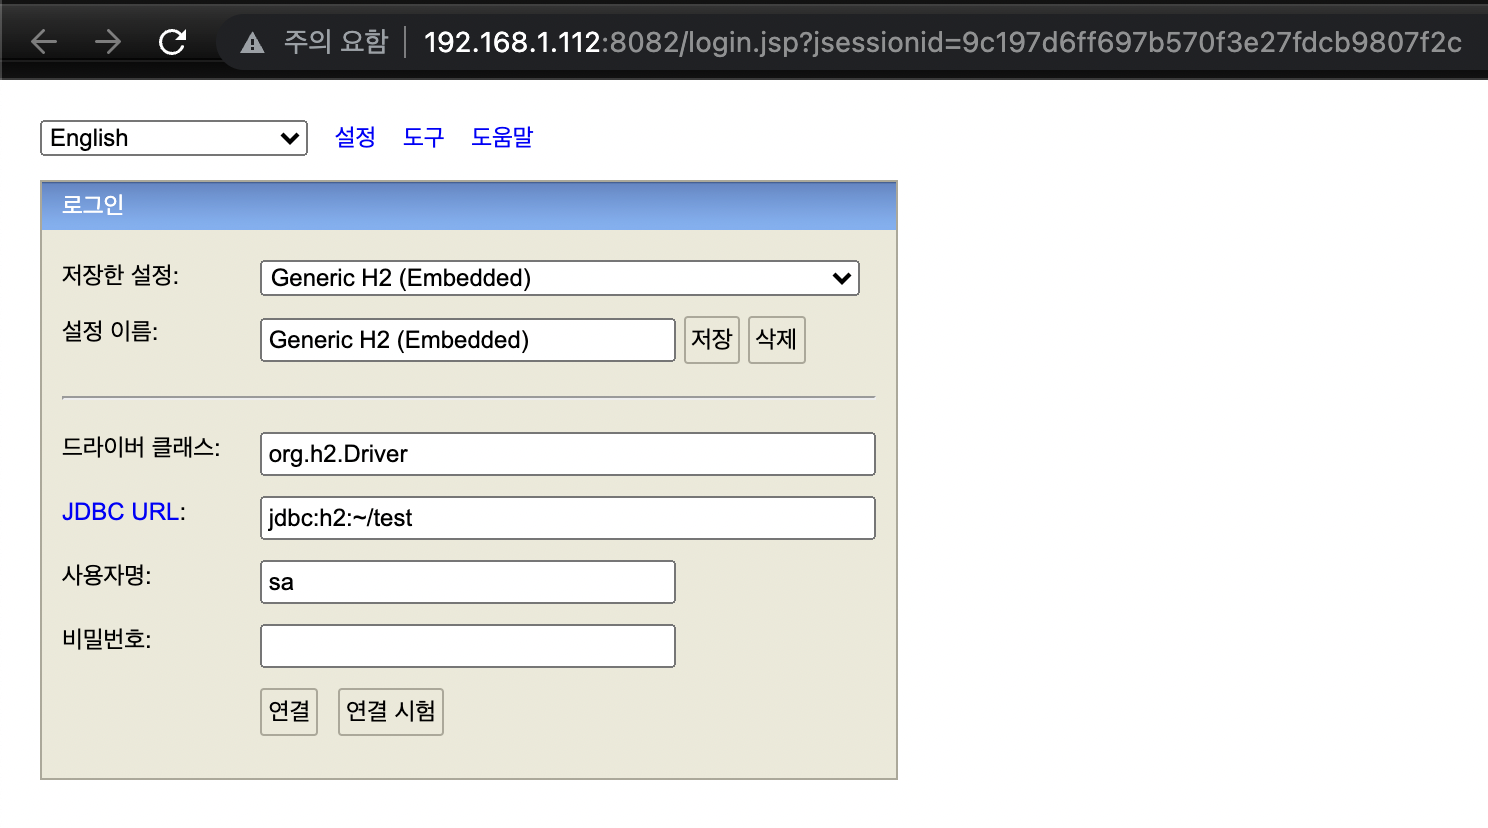 주의 요함 192.168.1.112:8082/login.jsp?jsessionid=9c197d6ff697b570f3e27fdcb9807f2c
English 설정 도구 도움말
로그인
저장한 설정: Generic H2 (Embedded)
설정 이름: Generic H2 (Embedded) 저장 삭제
드라이버 클래스: org.h2.Driver
JDBC URL: jdbc:h2:~/test
사용자명: sa
비밀번호:
연결 연결 시험